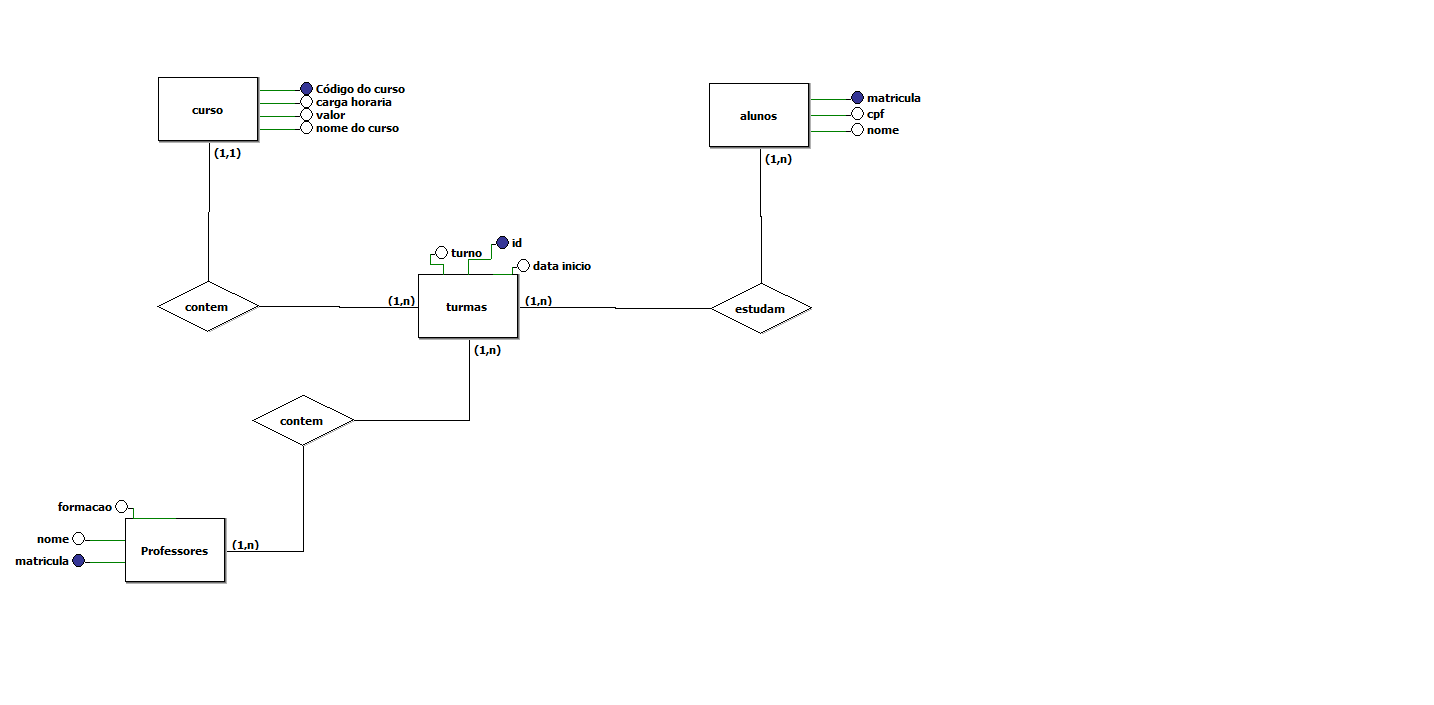 curso
(1,1)
Código do curso
carga horaria
valor
nome do curso
alunos
(1,n)
matricula
cpf
nome
turno
id
data inicio
contem
(1,n)
turmas
(1,n)
estudam
(1,n)
contem
formacao
nome
matricula
Professores
(1,n)